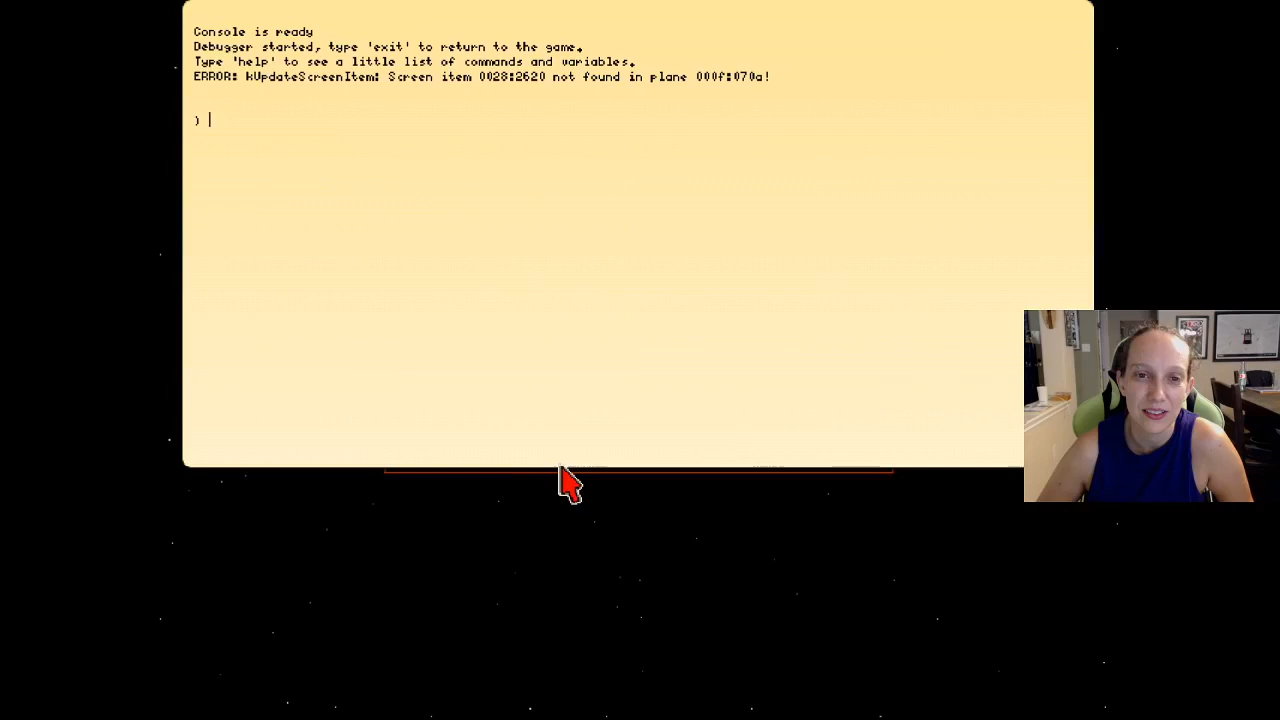 Console is ready
Debugger started, type 'exit' to return to the game.
Type 'help' to see a little list of commands and variables.
ERROR: kUpdateScreenItem: Screen item 0028:2620 not found in plane 000f:070a!
)